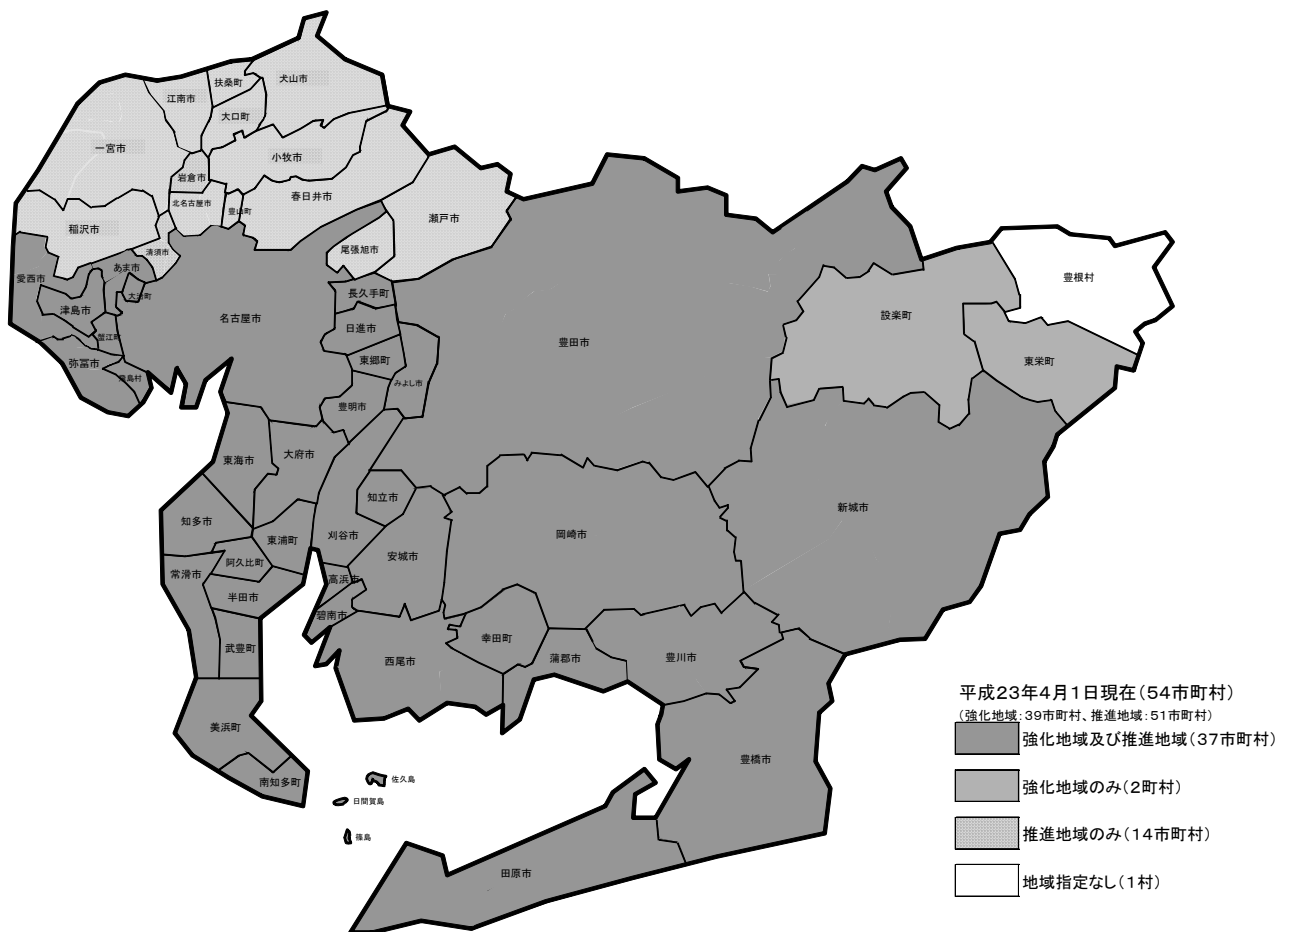 扶桑町
犬山市
江南市
大口町
一宮市
小牧市
岩倉市
春日井市
北名古屋市
豊山町
瀬戸市
稲沢市
清須市
尾張旭市
あま市
愛西市
大治町
長久手町
津島市
名古屋市
日進市
蟹江町
東郷町
弥冨市
飛島村
みよし市
豊明市
豊田市
設楽町
豊根村
東栄町
東海市
大府市
知立市
知多市
東浦町
刈谷市
岡崎市
新城市
阿久比町
安城市
常滑市
高浜市
半田市
碧南市
武豊町
幸田町
西尾市
蒲郡市
豊川市
美浜町
豊橋市
南知多町
佐久島
日間賀島
篠島
田原市
平成23年4月1日現在(54市町村)
(強化地域:39市町村、推進地域:51市町村)
強化地域及び推進地域(37市町村)
強化地域のみ(2町村)
推進地域のみ(14市町村)
地域指定なし(1村)